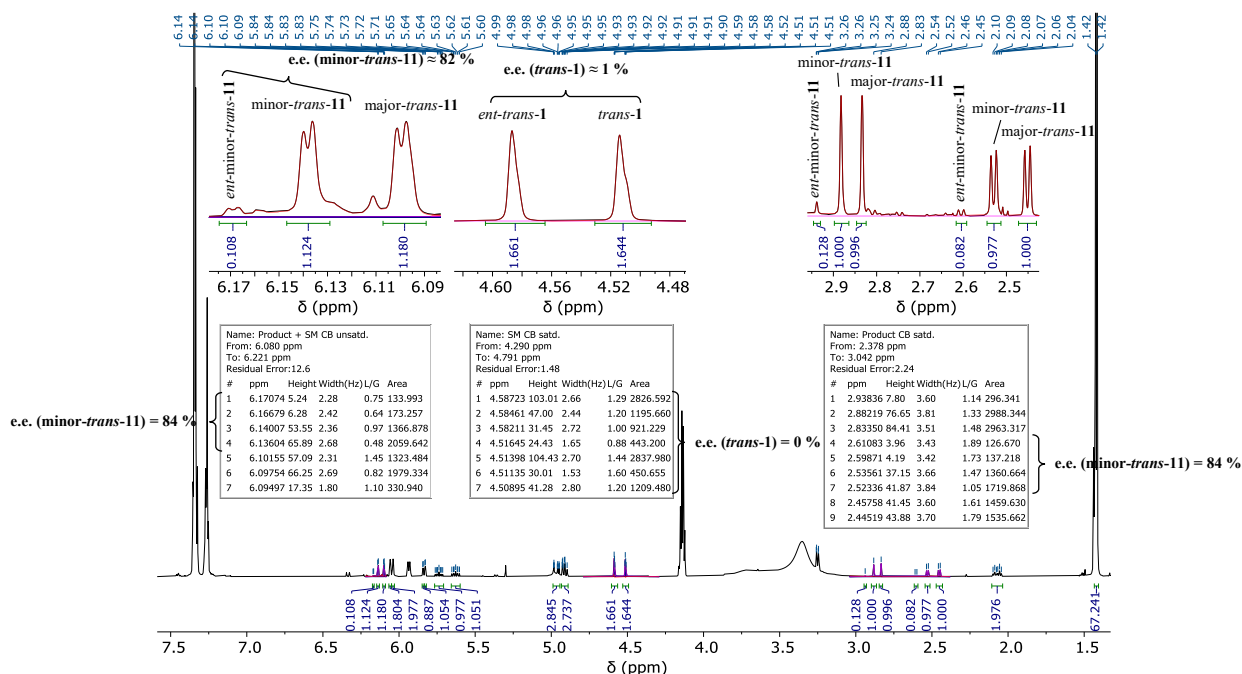 6.14 6.14 6.10 6.10 6.09 5.84 5.84 5.83 5.83 5.75 5.74 5.73 5.72 5.71 5.65 5.64 5.64 5.63 5.62 5.61 5.60 4.99 4.98 4.98 4.96 4.96 4.95 4.95 4.93 4.93 4.92 4.92 4.91 4.91 4.91 4.90 4.59 4.58 4.58 4.52 4.51 4.51 3.26 3.26 3.25 3.24 2.88 2.83 2.54 2.52 2.46 2.45 2.10 2.09 2.08 2.07 2.06 2.04 1.42 1.42
e.e. (minor-trans-11) ≈ 82 %
e.e. (trans-1) ≈ 1 %
ent-minor-trans-11
minor-trans-11
major-trans-11
ent-trans-1
trans-1
ent-minor-trans-11
minor-trans-11
major-trans-11
ent-minor-trans-11
minor-trans-11
major-trans-11
0.108 1.124 1.180
1.661 1.644
0.128 1.000 0.996 0.082 0.977 1.000
6.17 6.15 6.13 6.11 6.09
4.60 4.56 4.52 4.48
2.9 2.8 2.7 2.6 2.5
δ (ppm)
δ (ppm)
δ (ppm)
Name: Product + SM CB unsatd.
From: 6.080 ppm
To: 6.221 ppm
Residual Error:12.6
# ppm Height Width(Hz) L/G Area
1 6.17074 5.24 2.28 0.75 133.993
2 6.16679 6.28 2.42 0.64 173.257
3 6.14007 53.55 2.36 0.97 1366.878
4 6.13604 65.89 2.68 0.48 2059.642
5 6.10155 57.09 2.31 1.45 1323.484
6 6.09754 66.25 2.69 0.82 1979.334
7 6.09497 17.35 1.80 1.10 330.940
e.e. (minor-trans-11) = 84 %
Name: SM CB satd.
From: 4.290 ppm
To: 4.791 ppm
Residual Error:1.48
# ppm Height Width(Hz) L/G Area
1 4.58723 103.01 2.66 1.29 2826.592
2 4.58461 47.00 2.44 1.20 1195.660
3 4.58211 31.45 2.72 1.00 921.229
4 4.51645 24.43 1.65 0.88 443.200
5 4.51398 104.43 2.70 1.44 2837.980
6 4.51135 30.01 1.53 1.60 450.655
7 4.50895 41.28 2.80 1.20 1209.480
e.e. (trans-1) = 0 %
Name: Product CB satd.
From: 2.378 ppm
To: 3.042 ppm
Residual Error:2.24
# ppm Height Width(Hz) L/G Area
1 2.93836 7.80 3.60 1.14 296.341
2 2.88219 76.65 3.81 1.33 2988.344
3 2.83350 84.41 3.51 1.48 2963.317
4 2.61083 3.96 3.43 1.89 126.670
5 2.59871 4.19 3.42 1.73 137.218
6 2.53561 37.15 3.66 1.47 1360.664
7 2.52336 41.87 3.84 1.05 1719.868
8 2.45758 41.45 3.60 1.61 1459.630
9 2.44519 43.88 3.70 1.79 1535.662
e.e. (minor-trans-11) = 84 %
0.108 1.124 1.180 1.804 1.977 0.887 1.054 0.977 1.051 2.845 2.737 1.661 1.644 0.128 1.000 0.996 0.082 0.977 1.000 1.976 67.241
7.5 7.0 6.5 6.0 5.5 5.0 4.5 4.0 3.5 3.0 2.5 2.0 1.5
δ (ppm)